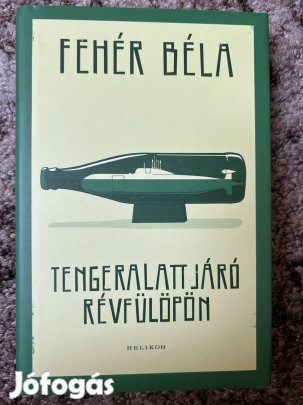 FEHÉR BÉLA
TENGERALATTJÁRÓ
RÉVFÜLÖPÖN
HELIKON
Jófogás